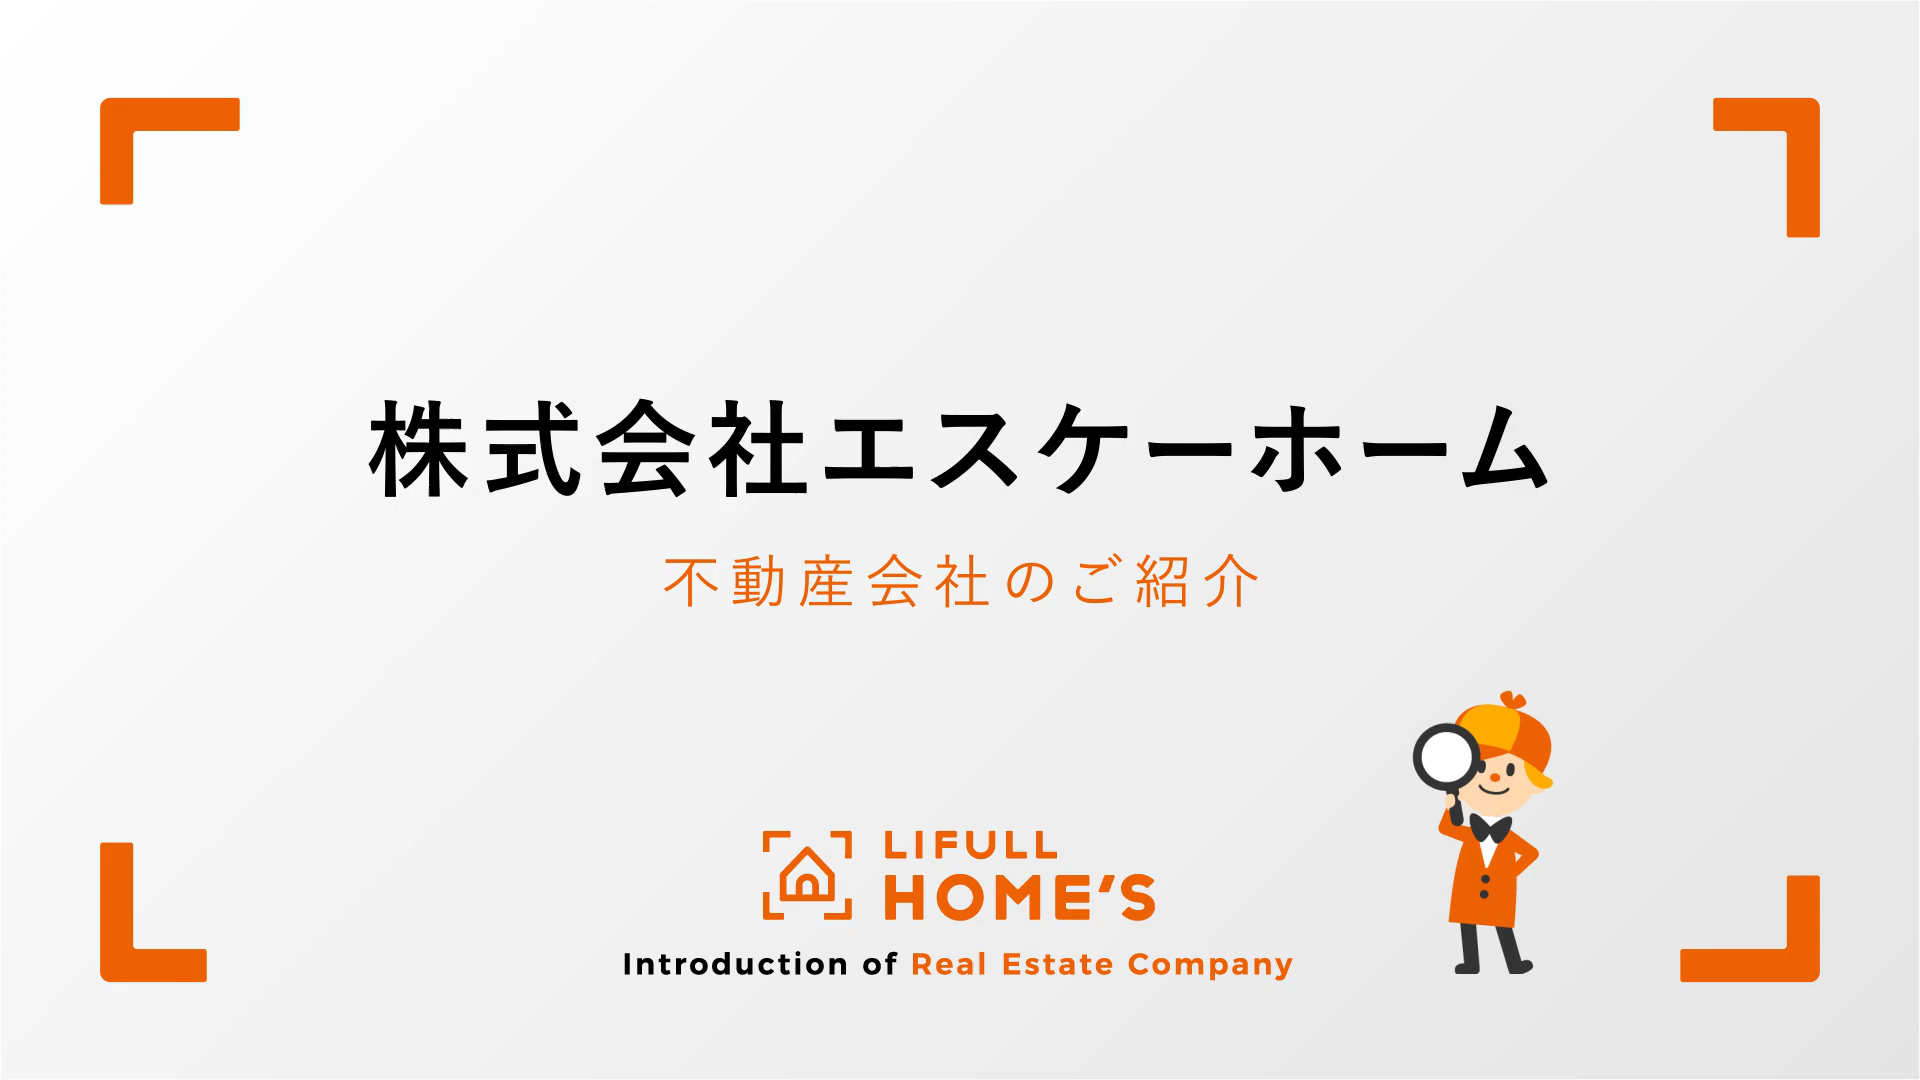 株式会社エスケーホーム
不動産会社のご紹介
LIFULL
HOME'S
Introduction of Real Estate Company